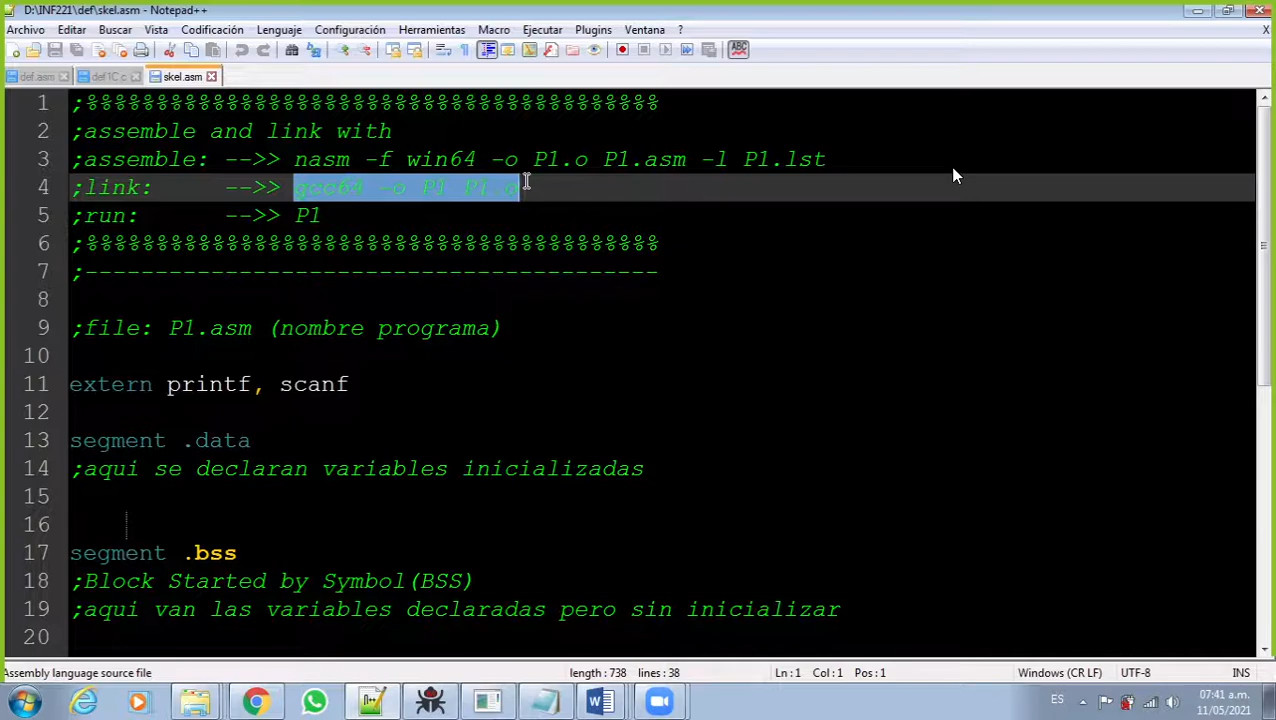 D:\INF221\def\skel.asm - Notepad++
Archivo Editar Buscar Vista Codificación Lenguaje Configuración Herramientas Macro Ejecutar Plugins Ventana ? X
def.asm def1C.c skel.asm
1 ;%%%%%%%%%%%%%%%%%%%%%%%%%%%%%%%%%%%%%%%%%
2 ;assemble and link with
3 ;assemble: -->> nasm -f win64 -o P1.o P1.asm -l P1.lst
4 ;link: -->> gcc64 -o P1 P1.o
5 ;run: -->> P1
6 ;%%%%%%%%%%%%%%%%%%%%%%%%%%%%%%%%%%%%%%%%%
7 ;-----------------------------------------
8
9 ;file: P1.asm (nombre programa)
10
11 extern printf, scanf
12
13 segment .data
14 ;aqui se declaran variables inicializadas
15
16
17 segment .bss
18 ;Block Started by Symbol(BSS)
19 ;aqui van las variables declaradas pero sin inicializar
20
Assembly language source file length : 738 lines : 38 Ln : 1 Col : 1 Pos : 1 Windows (CR LF) UTF-8 INS
ES 07:41 a.m.
11/05/2021